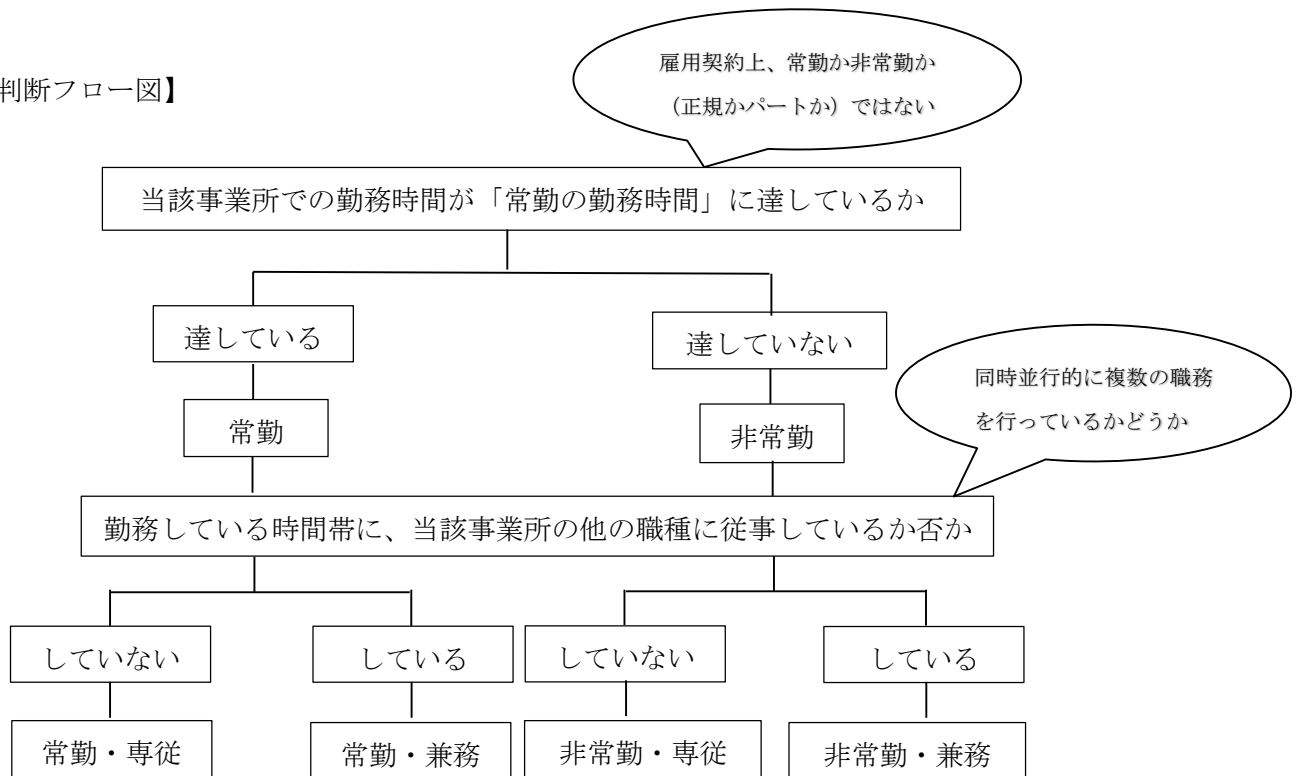 雇用契約上、常勤か非常勤か
（正規かパートか）ではない
判断フロー図】
当該事業所での勤務時間が「常勤の勤務時間」に達しているか
達している
達していない
同時並行的に複数の職務
を行っているかどうか
常勤
非常勤
勤務している時間帯に、当該事業所の他の職種に従事しているか否か
していない
している
していない
している
常勤・専従
常勤・兼務
非常勤・専従
非常勤・兼務